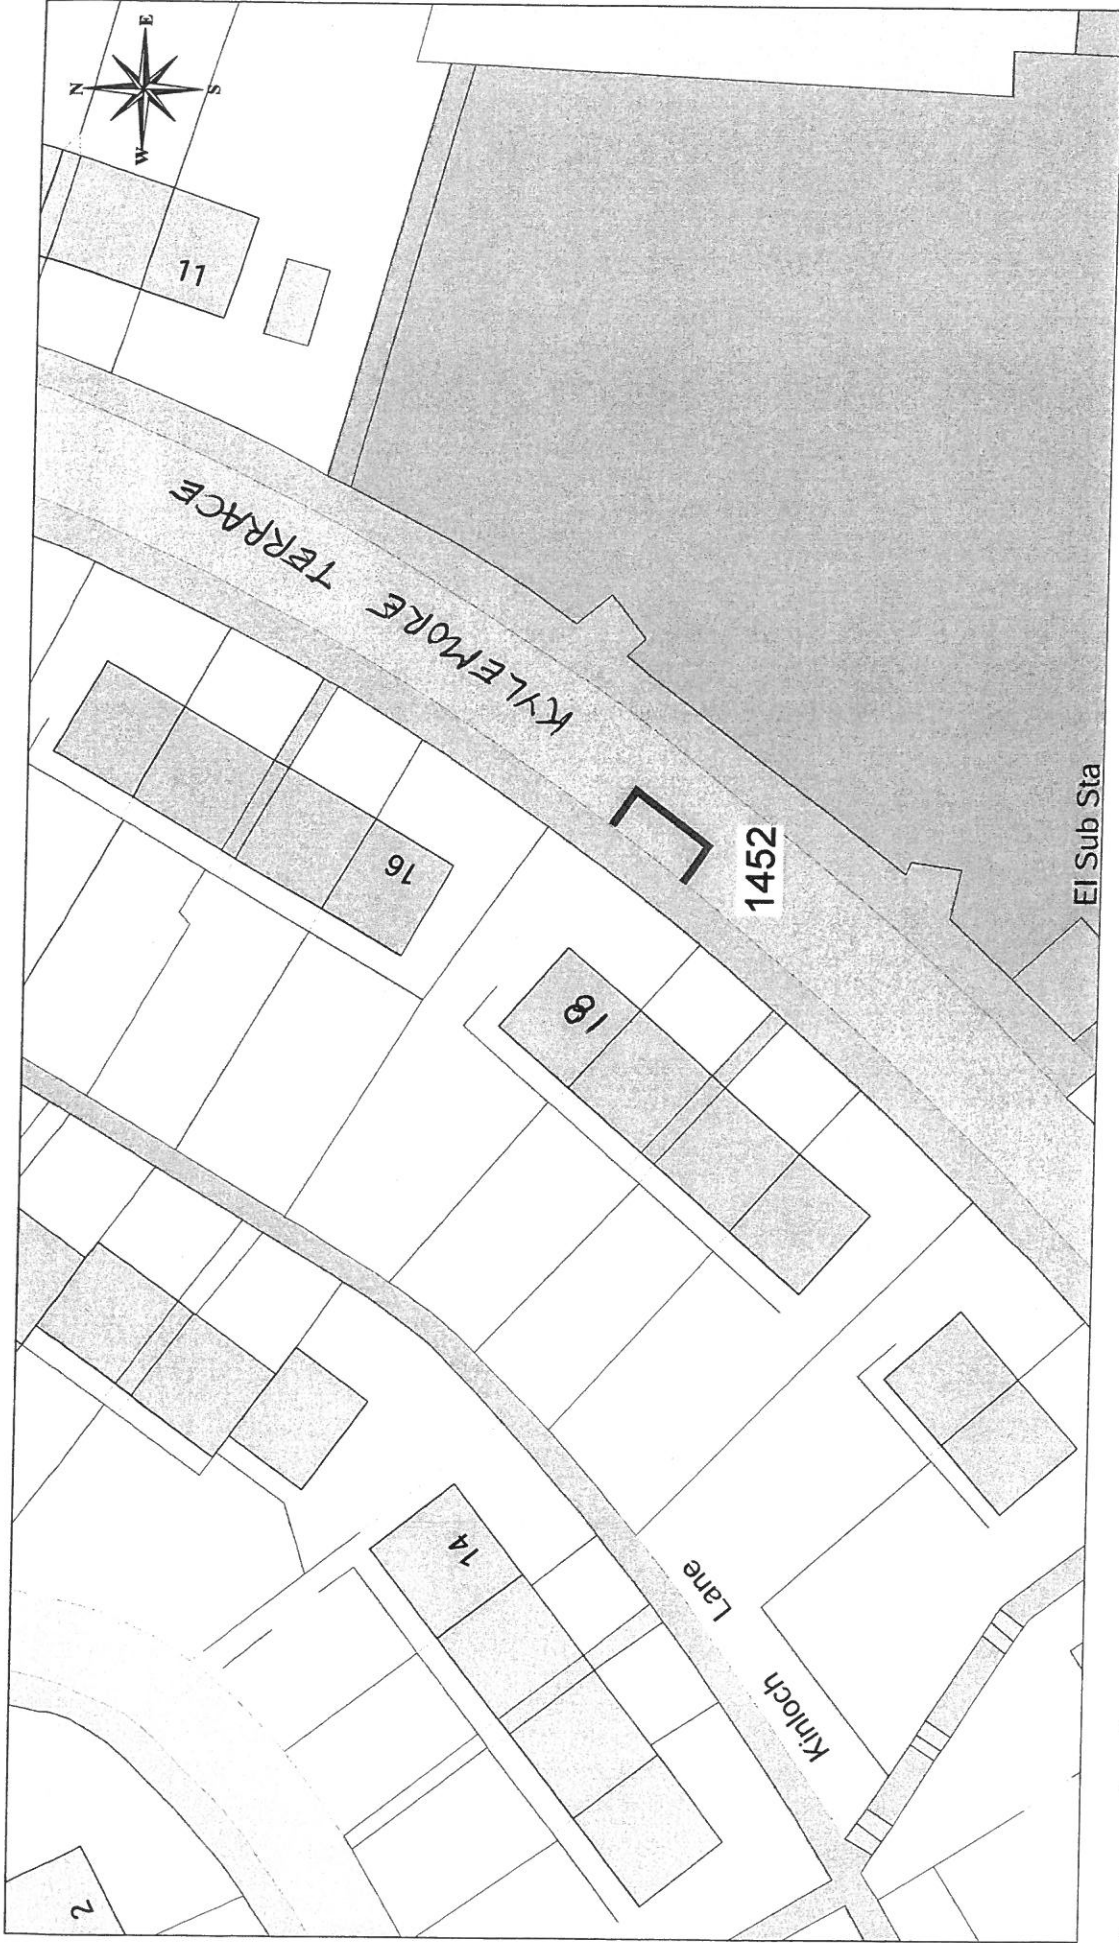 N
E
S
W
11
KYLEMORE TERRACE
16
1452
18
El Sub Sta
14
Kinloch Lane
2